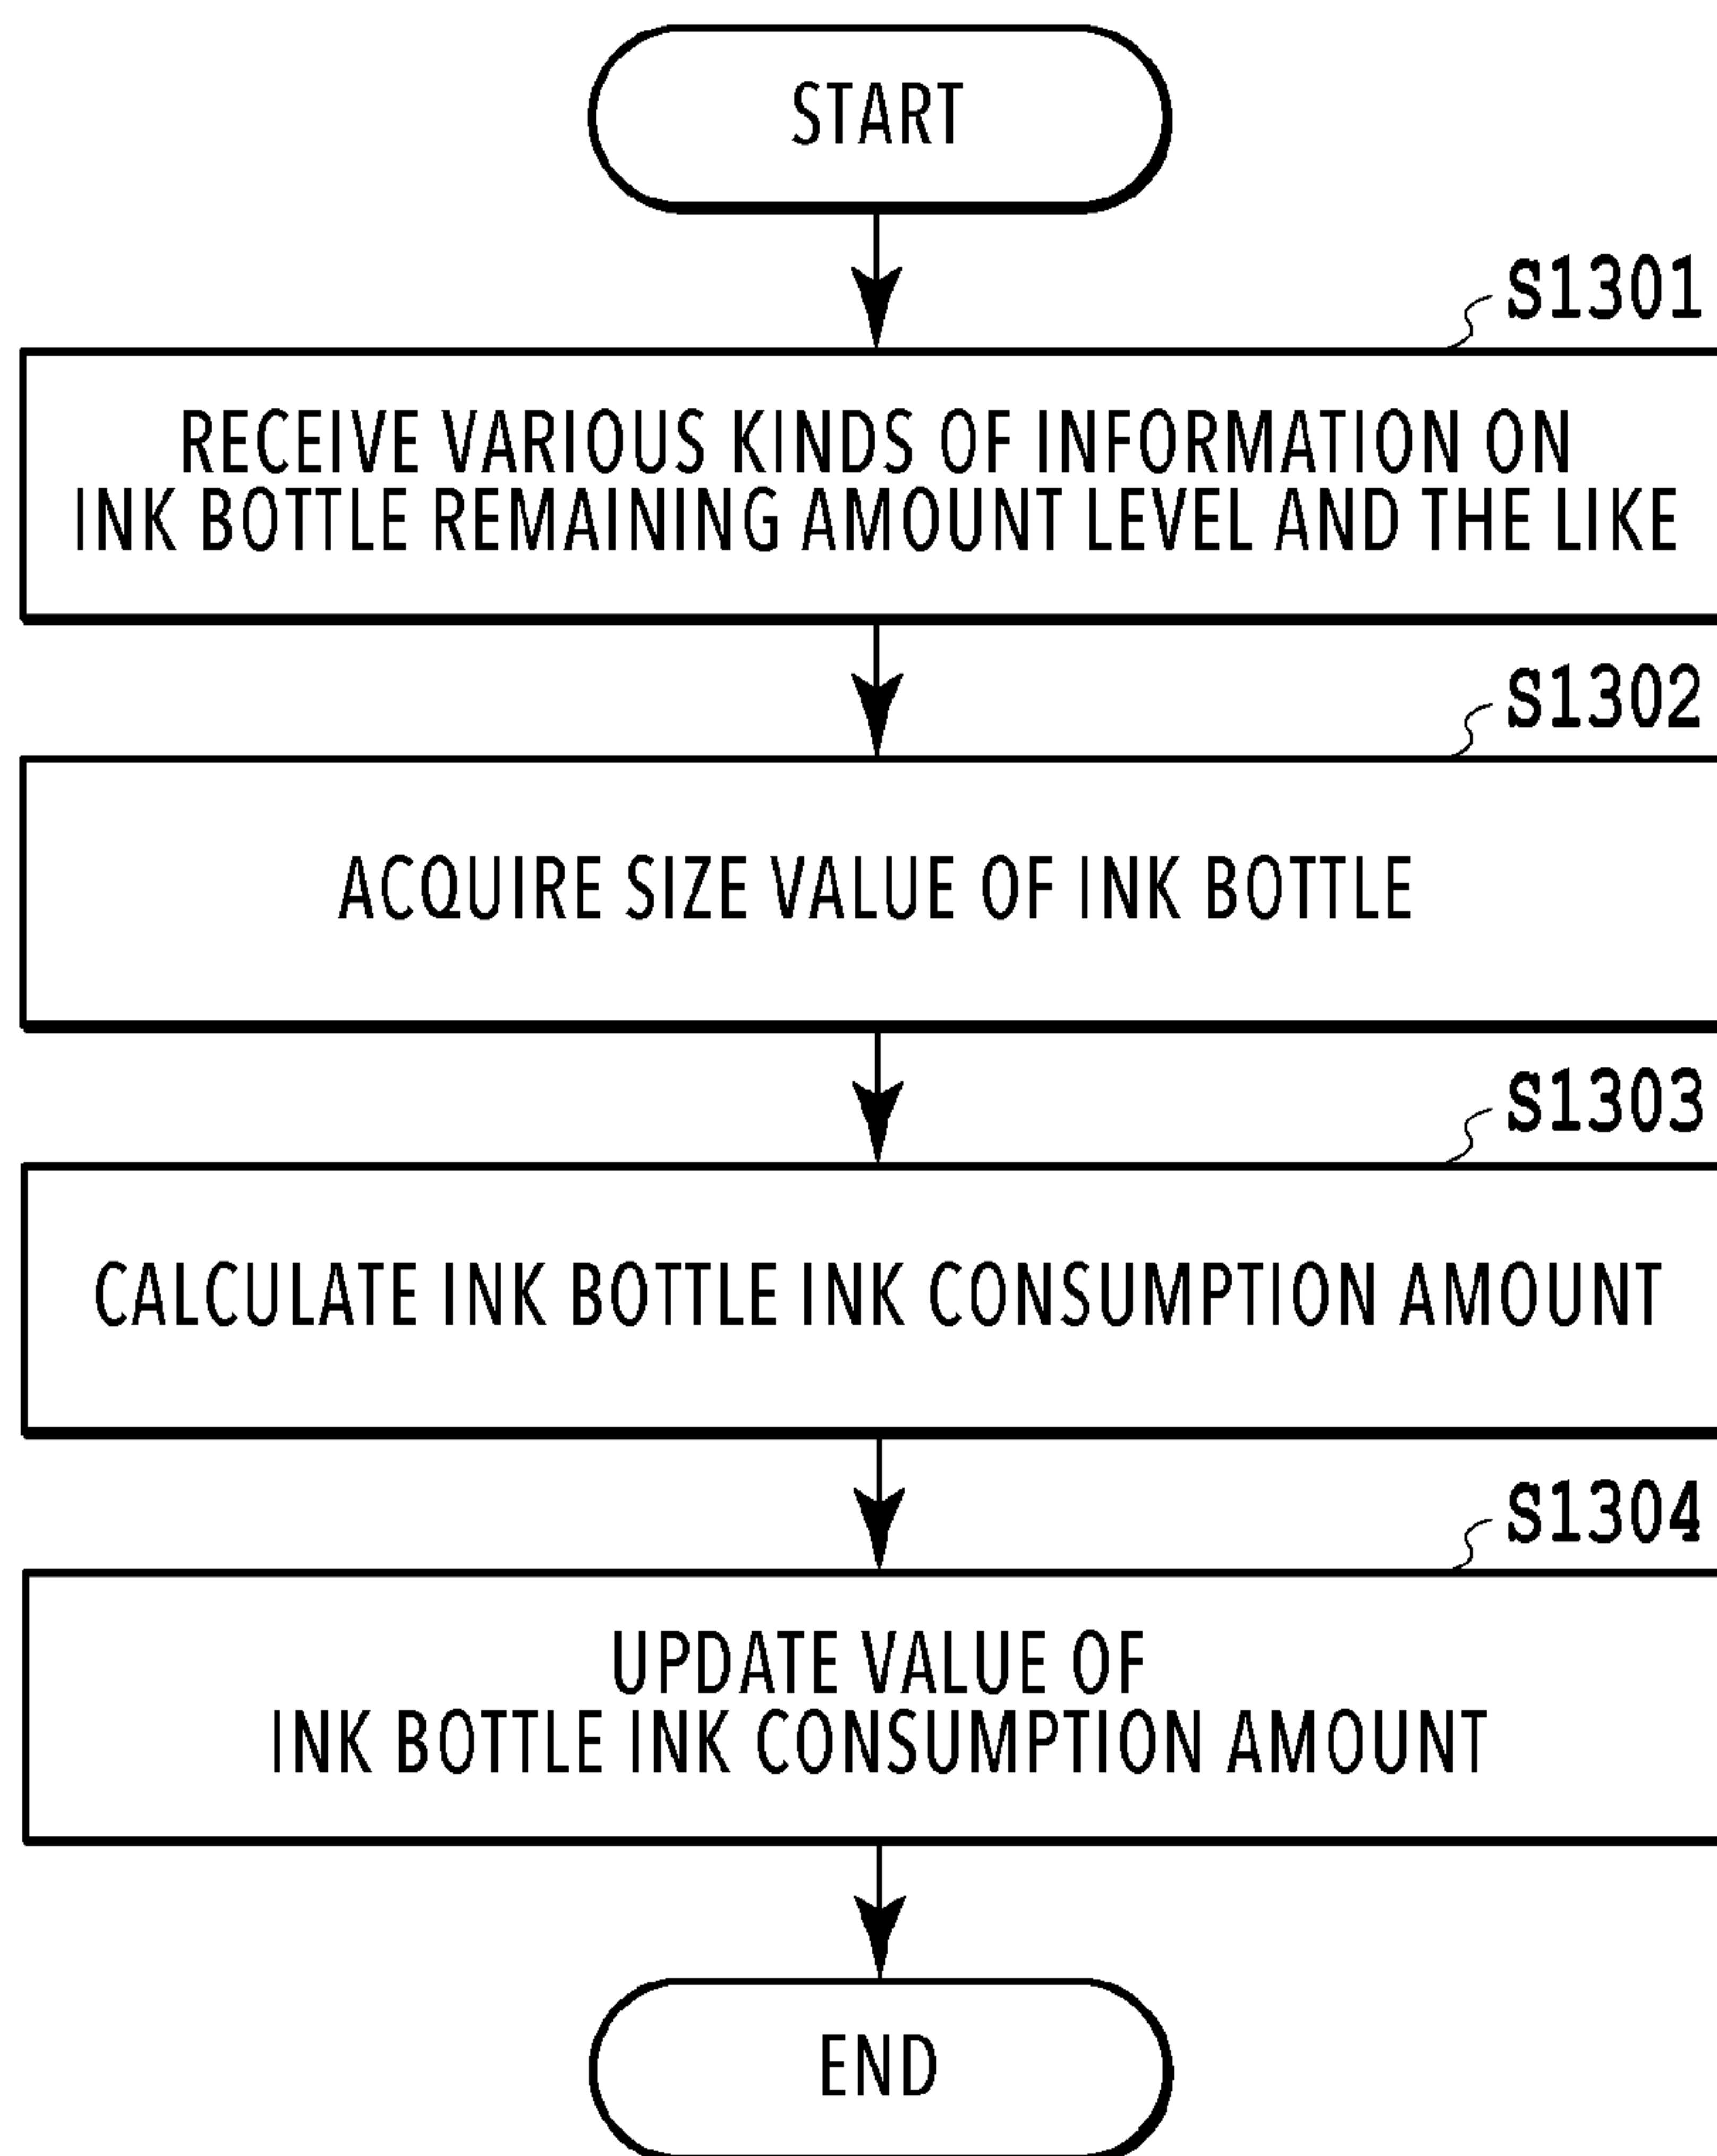 START
S1301
RECEIVE VARIOUS KINDS OF INFORMATION ON
INK BOTTLE REMAINING AMOUNT LEVEL AND THE LIKE
S1302
ACQUIRE SIZE VALUE OF INK BOTTLE
S1303
CALCULATE INK BOTTLE INK CONSUMPTION AMOUNT
S1304
UPDATE VALUE OF
INK BOTTLE INK CONSUMPTION AMOUNT
END